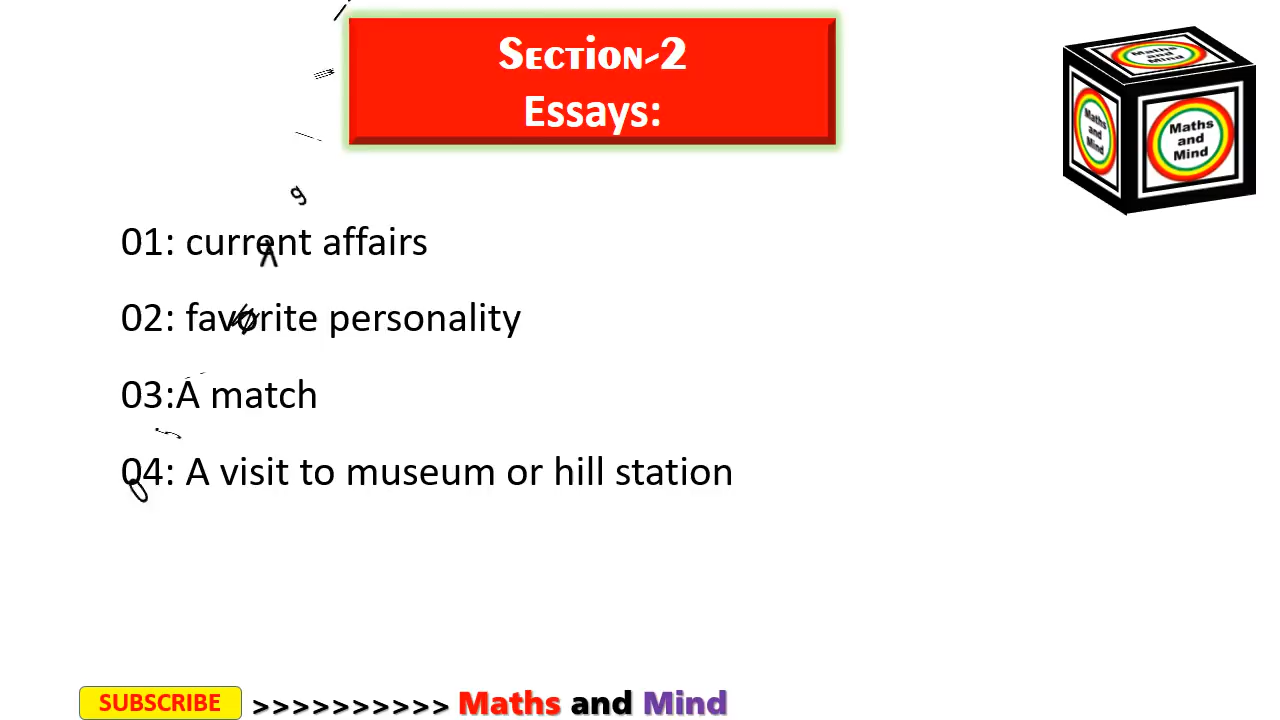 Section-2
Essays:
Maths
and
Mind
Maths
and
Mind
Maths
and
Mind
01: current affairs
02: favorite personality
03:A match
04: A visit to museum or hill station
SUBSCRIBE >>>>>>>>>> Maths and Mind